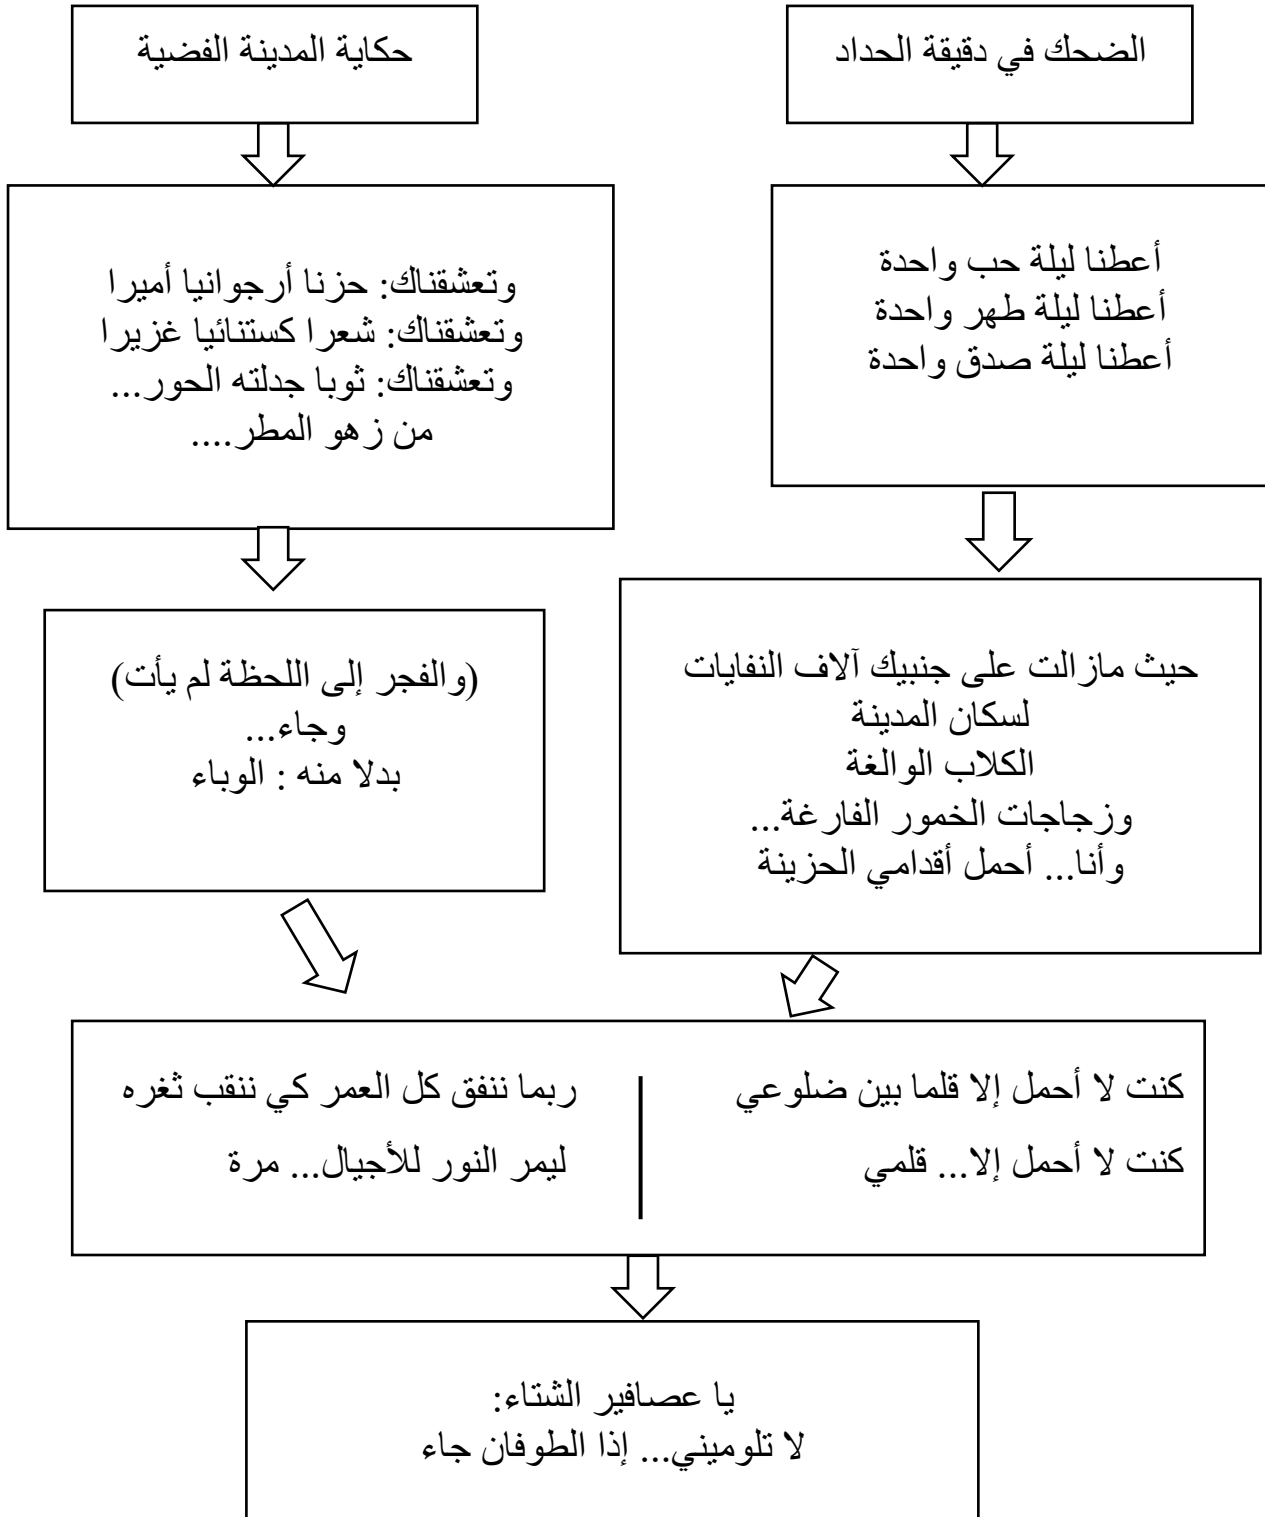 الضحك في دقيقة الحداد
أعطنا ليلة حب واحدة
أعطنا ليلة طهر واحدة
أعطنا ليلة صدق واحدة
حيث مازالت على جنبيك آلاف النفايات
لسكان المدينة
الكلاب الوالغة
وزجاجات الخمور الفارغة...
وأنا... أحمل أقدامي الحزينة
حكاية المدينة الفضية
وتعشقناك: حزنا أرجوانيا أميرا
وتعشقناك: شعرا كستنائيا غزيرا
وتعشقناك: ثوبا جدلته الحور...
من زهو المطر....
(والفجر إلى اللحظة لم يأت)
وجاء...
بدلا منه : الوباء
كنت لا أحمل إلا قلما بين ضلوعي
كنت لا أحمل إلا... قلمي
ربما ننفق كل العمر كي ننقب ثغره
ليمر النور للأجيال... مرة
يا عصافير الشتاء:
لا تلوميني... إذا الطوفان جاء